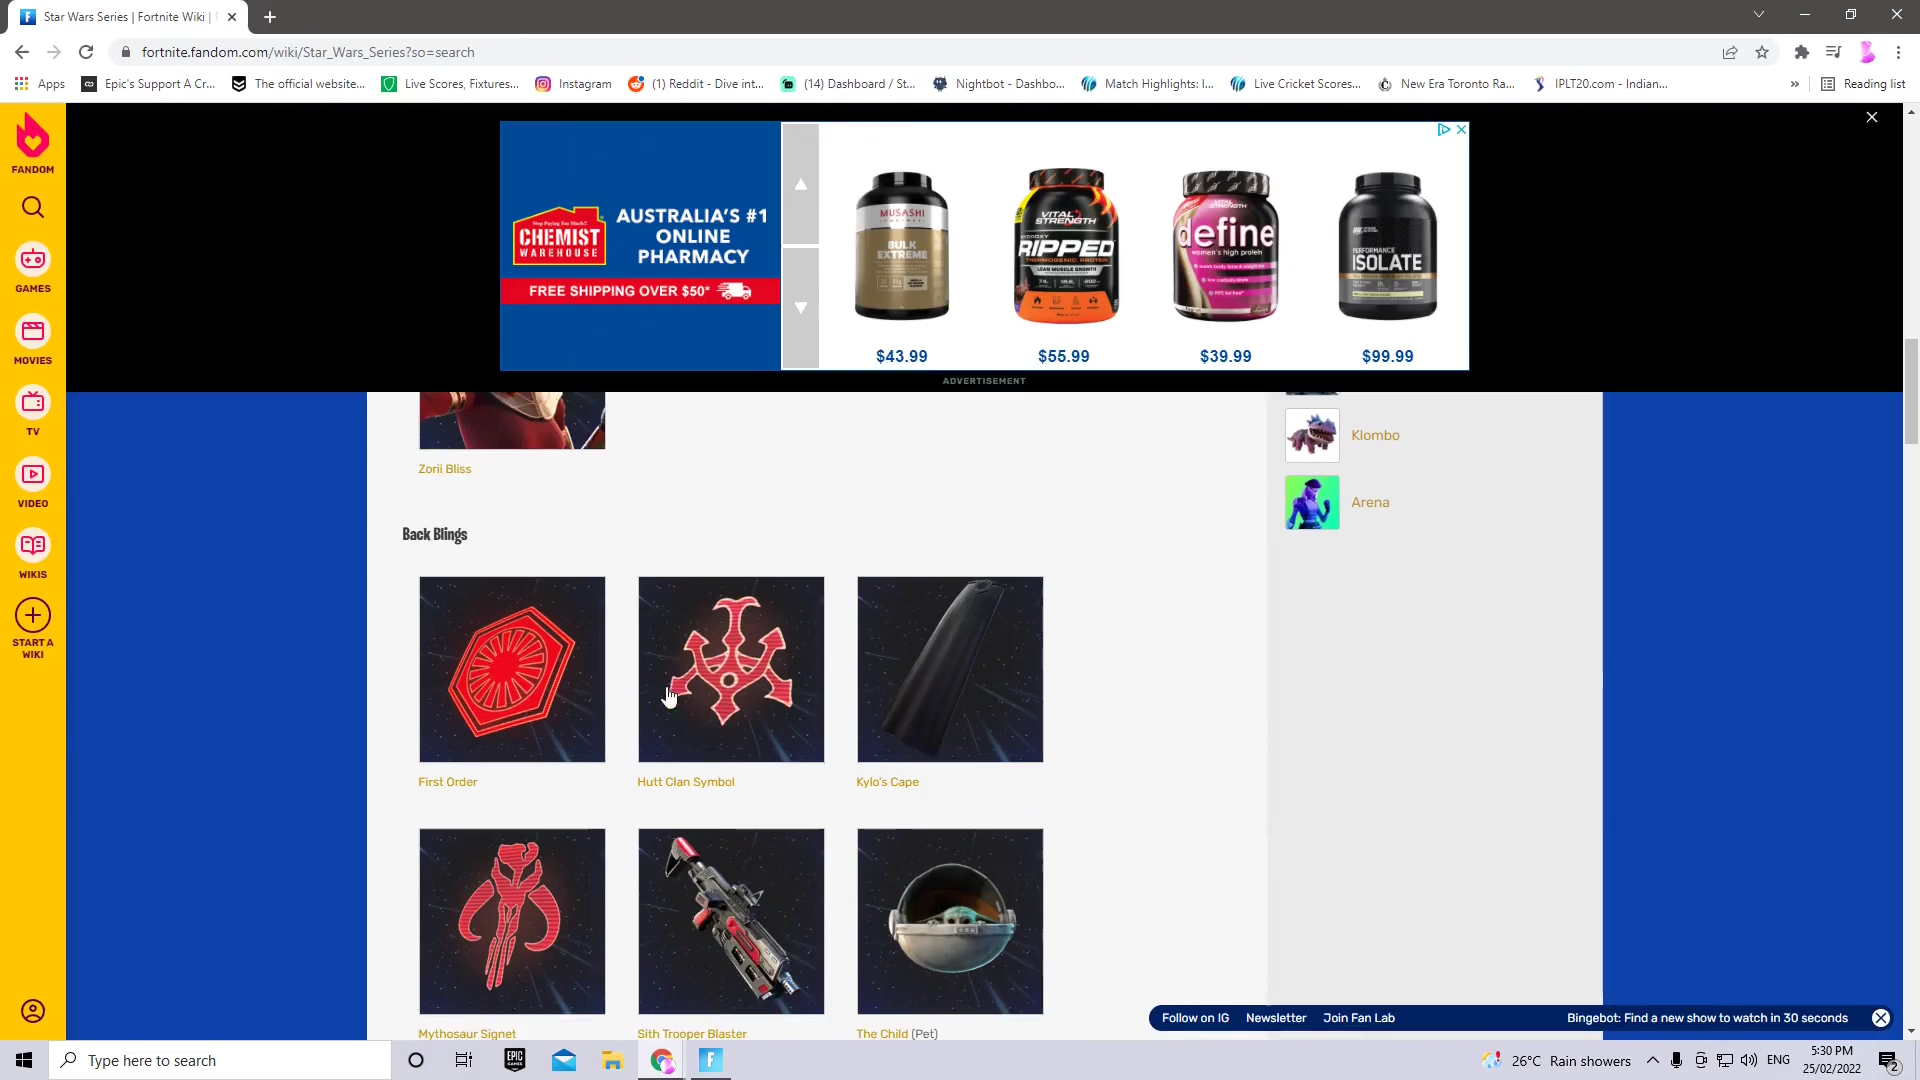 Star Wars Series | Fortnite Wiki |
fortnite.fandom.com/wiki/Star_Wars_Series?so=search
Apps
Epic's Support A Cr...
The official website...
Live Scores, Fixtures...
Instagram
(1) Reddit - Dive int...
(14) Dashboard / St...
Nightbot - Dashbo...
Match Highlights: I...
Live Cricket Scores...
New Era Toronto Ra...
IPLT20.com - Indian...
»
Reading list
FANDOM
GAMES
MOVIES
TV
VIDEO
WIKIS
START A
WIKI
CHEMIST
WAREHOUSE
AUSTRALIA'S #1
ONLINE
PHARMACY
FREE SHIPPING OVER $50*
MUSASHI
BULK
EXTREME
VITAL
STRENGTH
RIPPED
THERMOGENIC PROTEIN
LEAN MUSCLE GROWTH
define
women's high protein
PERFORMANCE
ISOLATE
$43.99
$55.99
$39.99
$99.99
ADVERTISEMENT
Zorii Bliss
Klombo
Arena
Back Blings
First Order
Hutt Clan Symbol
Kylo's Cape
Mythosaur Signet
Sith Trooper Blaster
The Child (Pet)
Follow on IG
Newsletter
Join Fan Lab
Bingebot: Find a new show to watch in 30 seconds
Type here to search
EPIC
GAMES
26°C Rain showers
ENG
5:30 PM
25/02/2022
2